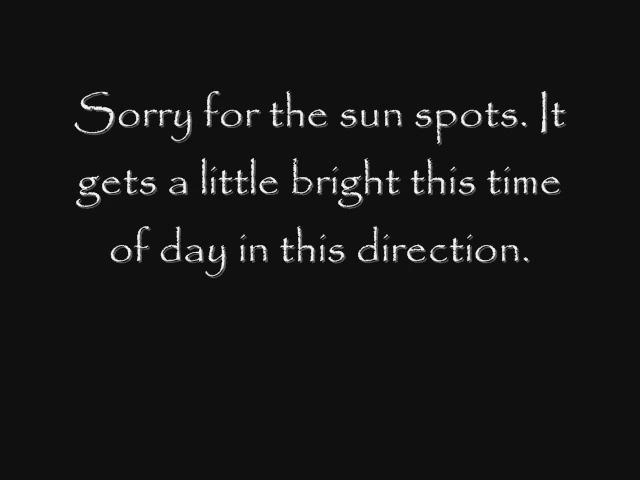 Sorry for the sun spots. It
gets a little bright this time
of day in this direction.